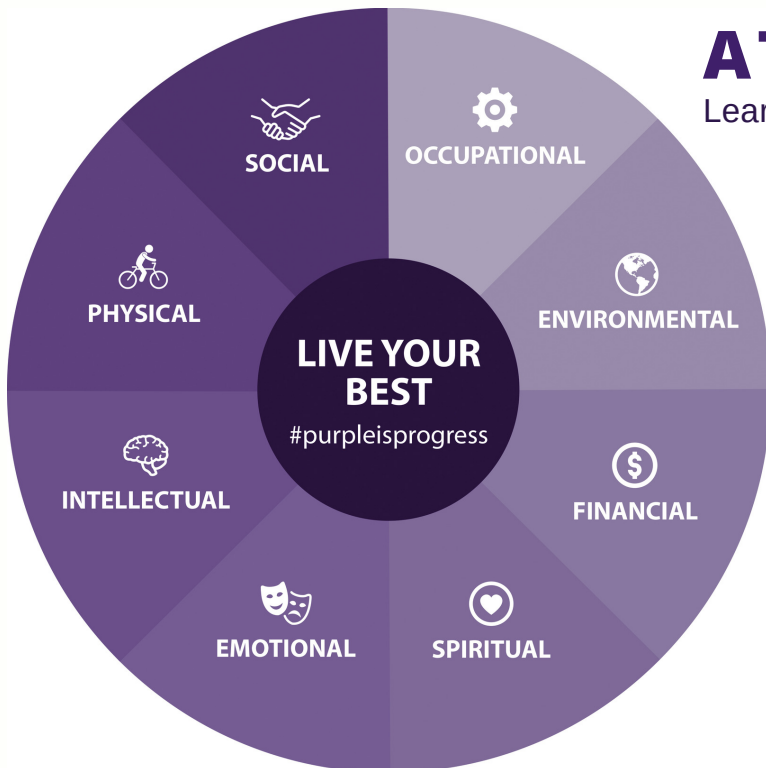 SOCIAL
OCCUPATIONAL
PHYSICAL
ENVIRONMENTAL
LIVE YOUR
BEST
#purpleisprogress
INTELLECTUAL
FINANCIAL
EMOTIONAL
SPIRITUAL